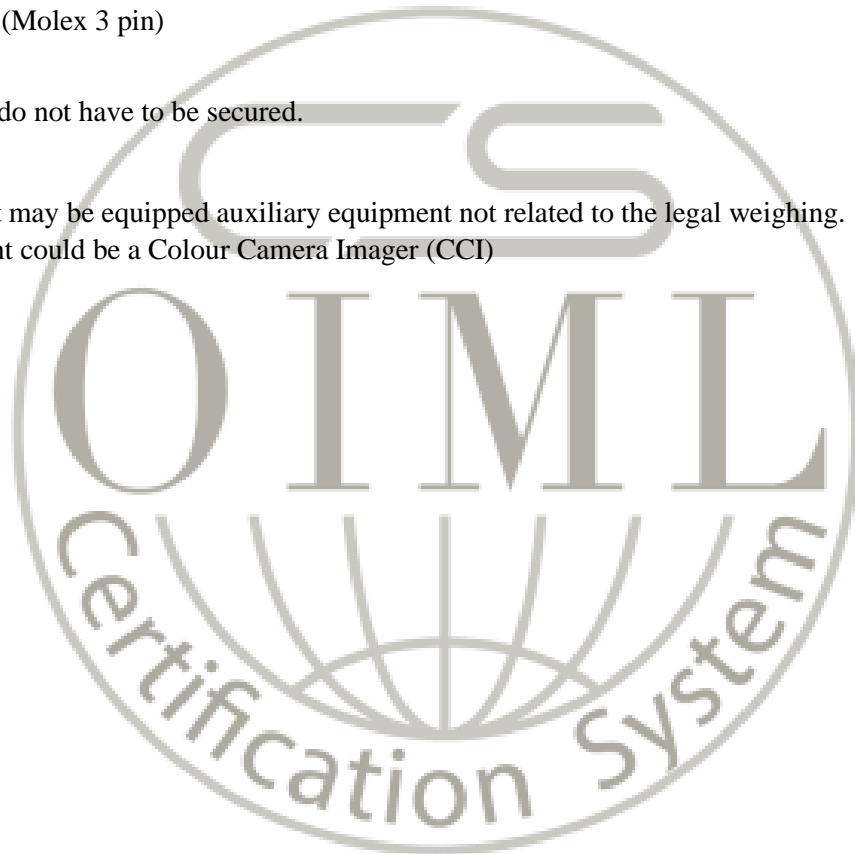 (Molex 3 pin)
do not have to be secured.
t may be equipped auxiliary equipment not related to the legal weighing.
nt could be a Colour Camera Imager (CCI)
CS
OIML
Certification System